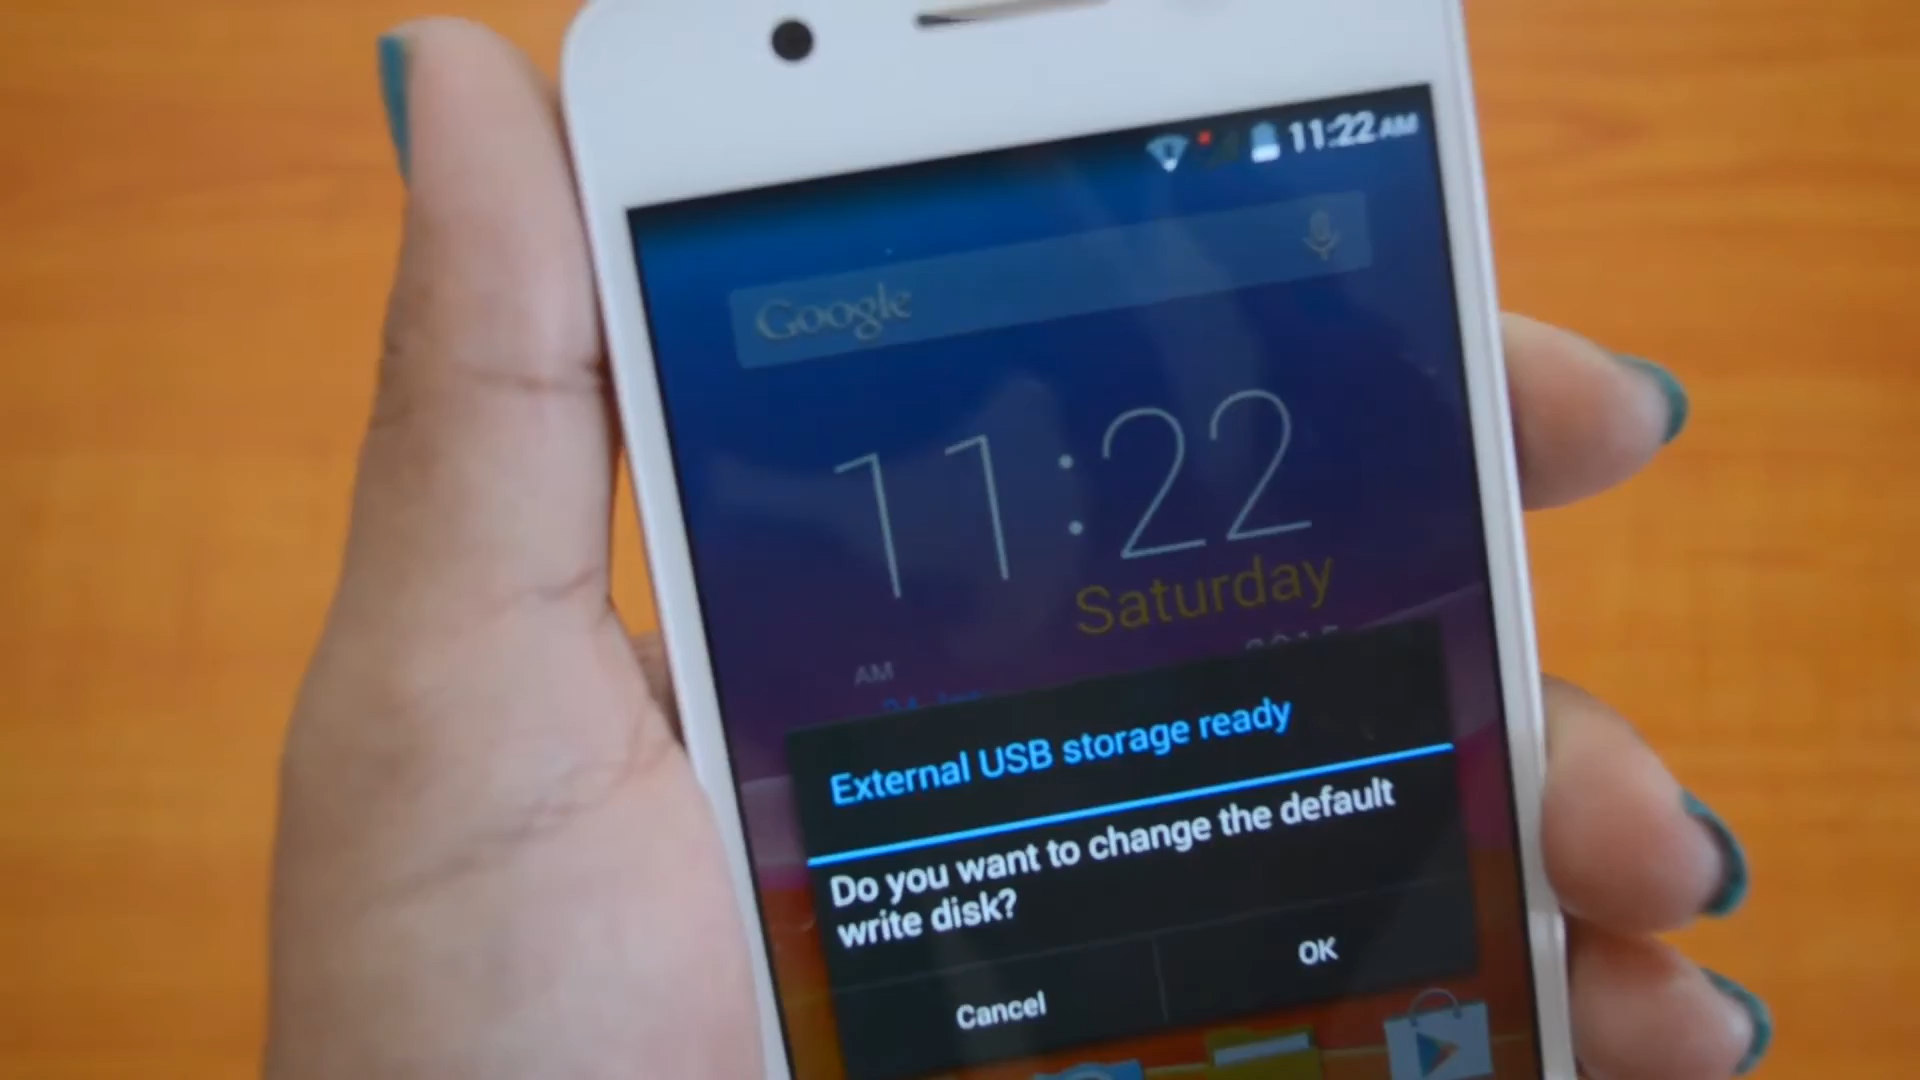 11:22 AM
Google
11:22
Saturday
AM
2015
External USB storage ready
Do you want to change the default
write disk?
Cancel
OK